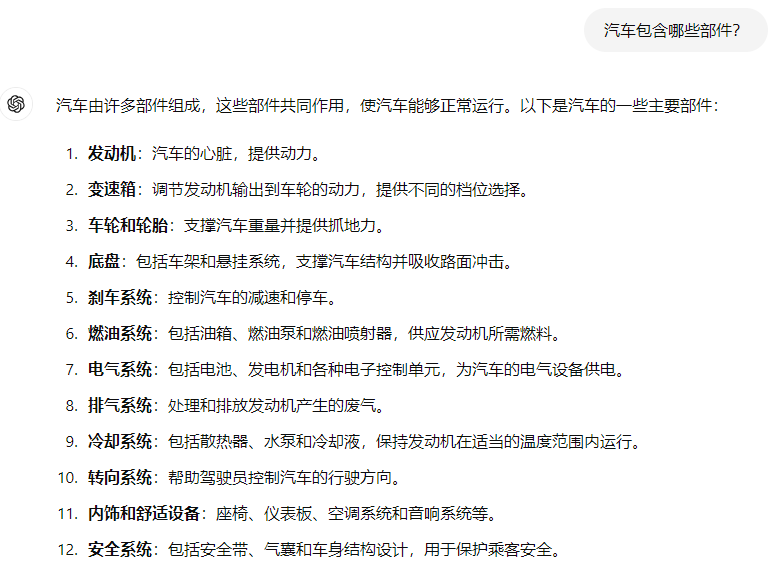 汽车包含哪些部件？
汽车由许多部件组成，这些部件共同作用，使汽车能够正常运行。以下是汽车的一些主要部件：
1. 发动机：汽车的心脏，提供动力。
2. 变速箱：调节发动机输出到车轮的动力，提供不同的档位选择。
3. 车轮和轮胎：支撑汽车重量并提供抓地力。
4. 底盘：包括车架和悬挂系统，支撑汽车结构并吸收路面冲击。
5. 刹车系统：控制汽车的减速和停车。
6. 燃油系统：包括油箱、燃油泵和燃油喷射器，供应发动机所需燃料。
7. 电气系统：包括电池、发电机和各种电子控制单元，为汽车的电气设备供电。
8. 排气系统：处理和排放发动机产生的废气。
9. 冷却系统：包括散热器、水泵和冷却液，保持发动机在适当的温度范围内运行。
10. 转向系统：帮助驾驶员控制汽车的行驶方向。
11. 内饰和舒适设备：座椅、仪表板、空调系统和音响系统等。
12. 安全系统：包括安全带、气囊和车身结构设计，用于保护乘客安全。